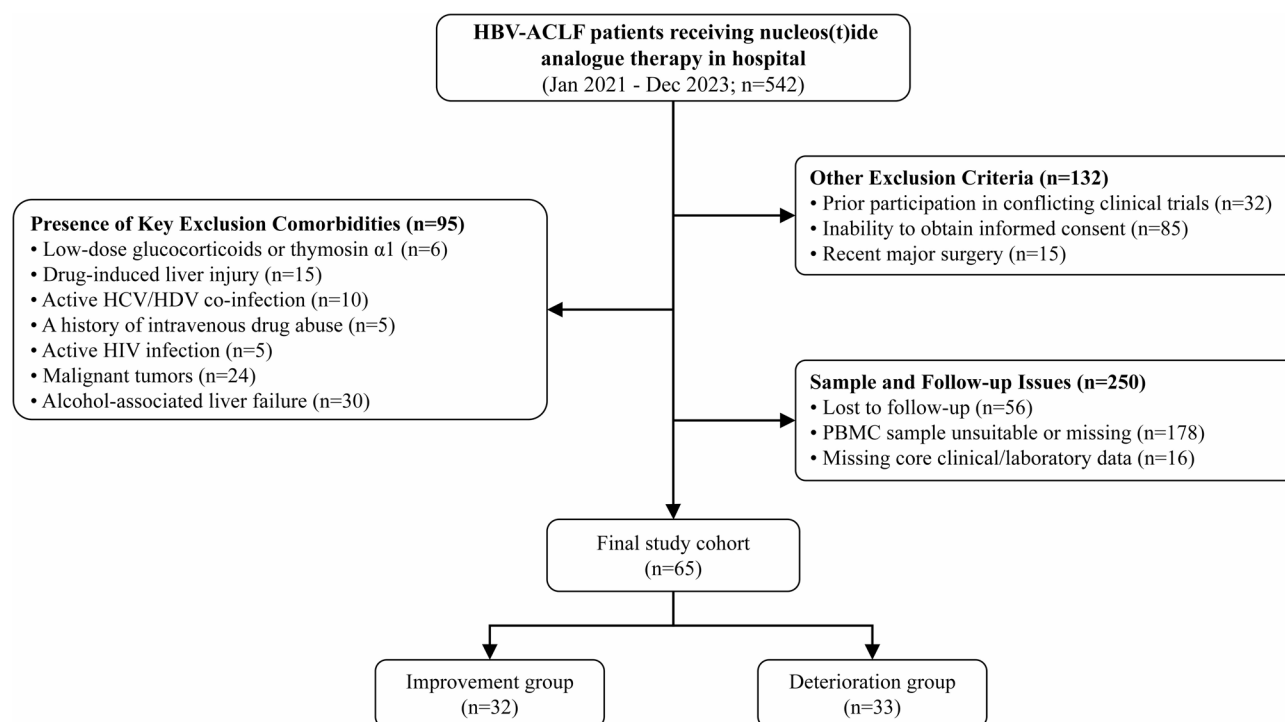 HBV-ACLF patients receiving nucleos(t)ide
analogue therapy in hospital
(Jan 2021 - Dec 2023; n=542)
Other Exclusion Criteria (n=132)
• Prior participation in conflicting clinical trials (n=32)
• Inability to obtain informed consent (n=85)
• Recent major surgery (n=15)
Presence of Key Exclusion Comorbidities (n=95)
• Low-dose glucocorticoids or thymosin α1 (n=6)
• Drug-induced liver injury (n=15)
• Active HCV/HDV co-infection (n=10)
• A history of intravenous drug abuse (n=5)
• Active HIV infection (n=5)
• Malignant tumors (n=24)
• Alcohol-associated liver failure (n=30)
Sample and Follow-up Issues (n=250)
• Lost to follow-up (n=56)
• PBMC sample unsuitable or missing (n=178)
• Missing core clinical/laboratory data (n=16)
Final study cohort
(n=65)
Improvement group
(n=32)
Deterioration group
(n=33)